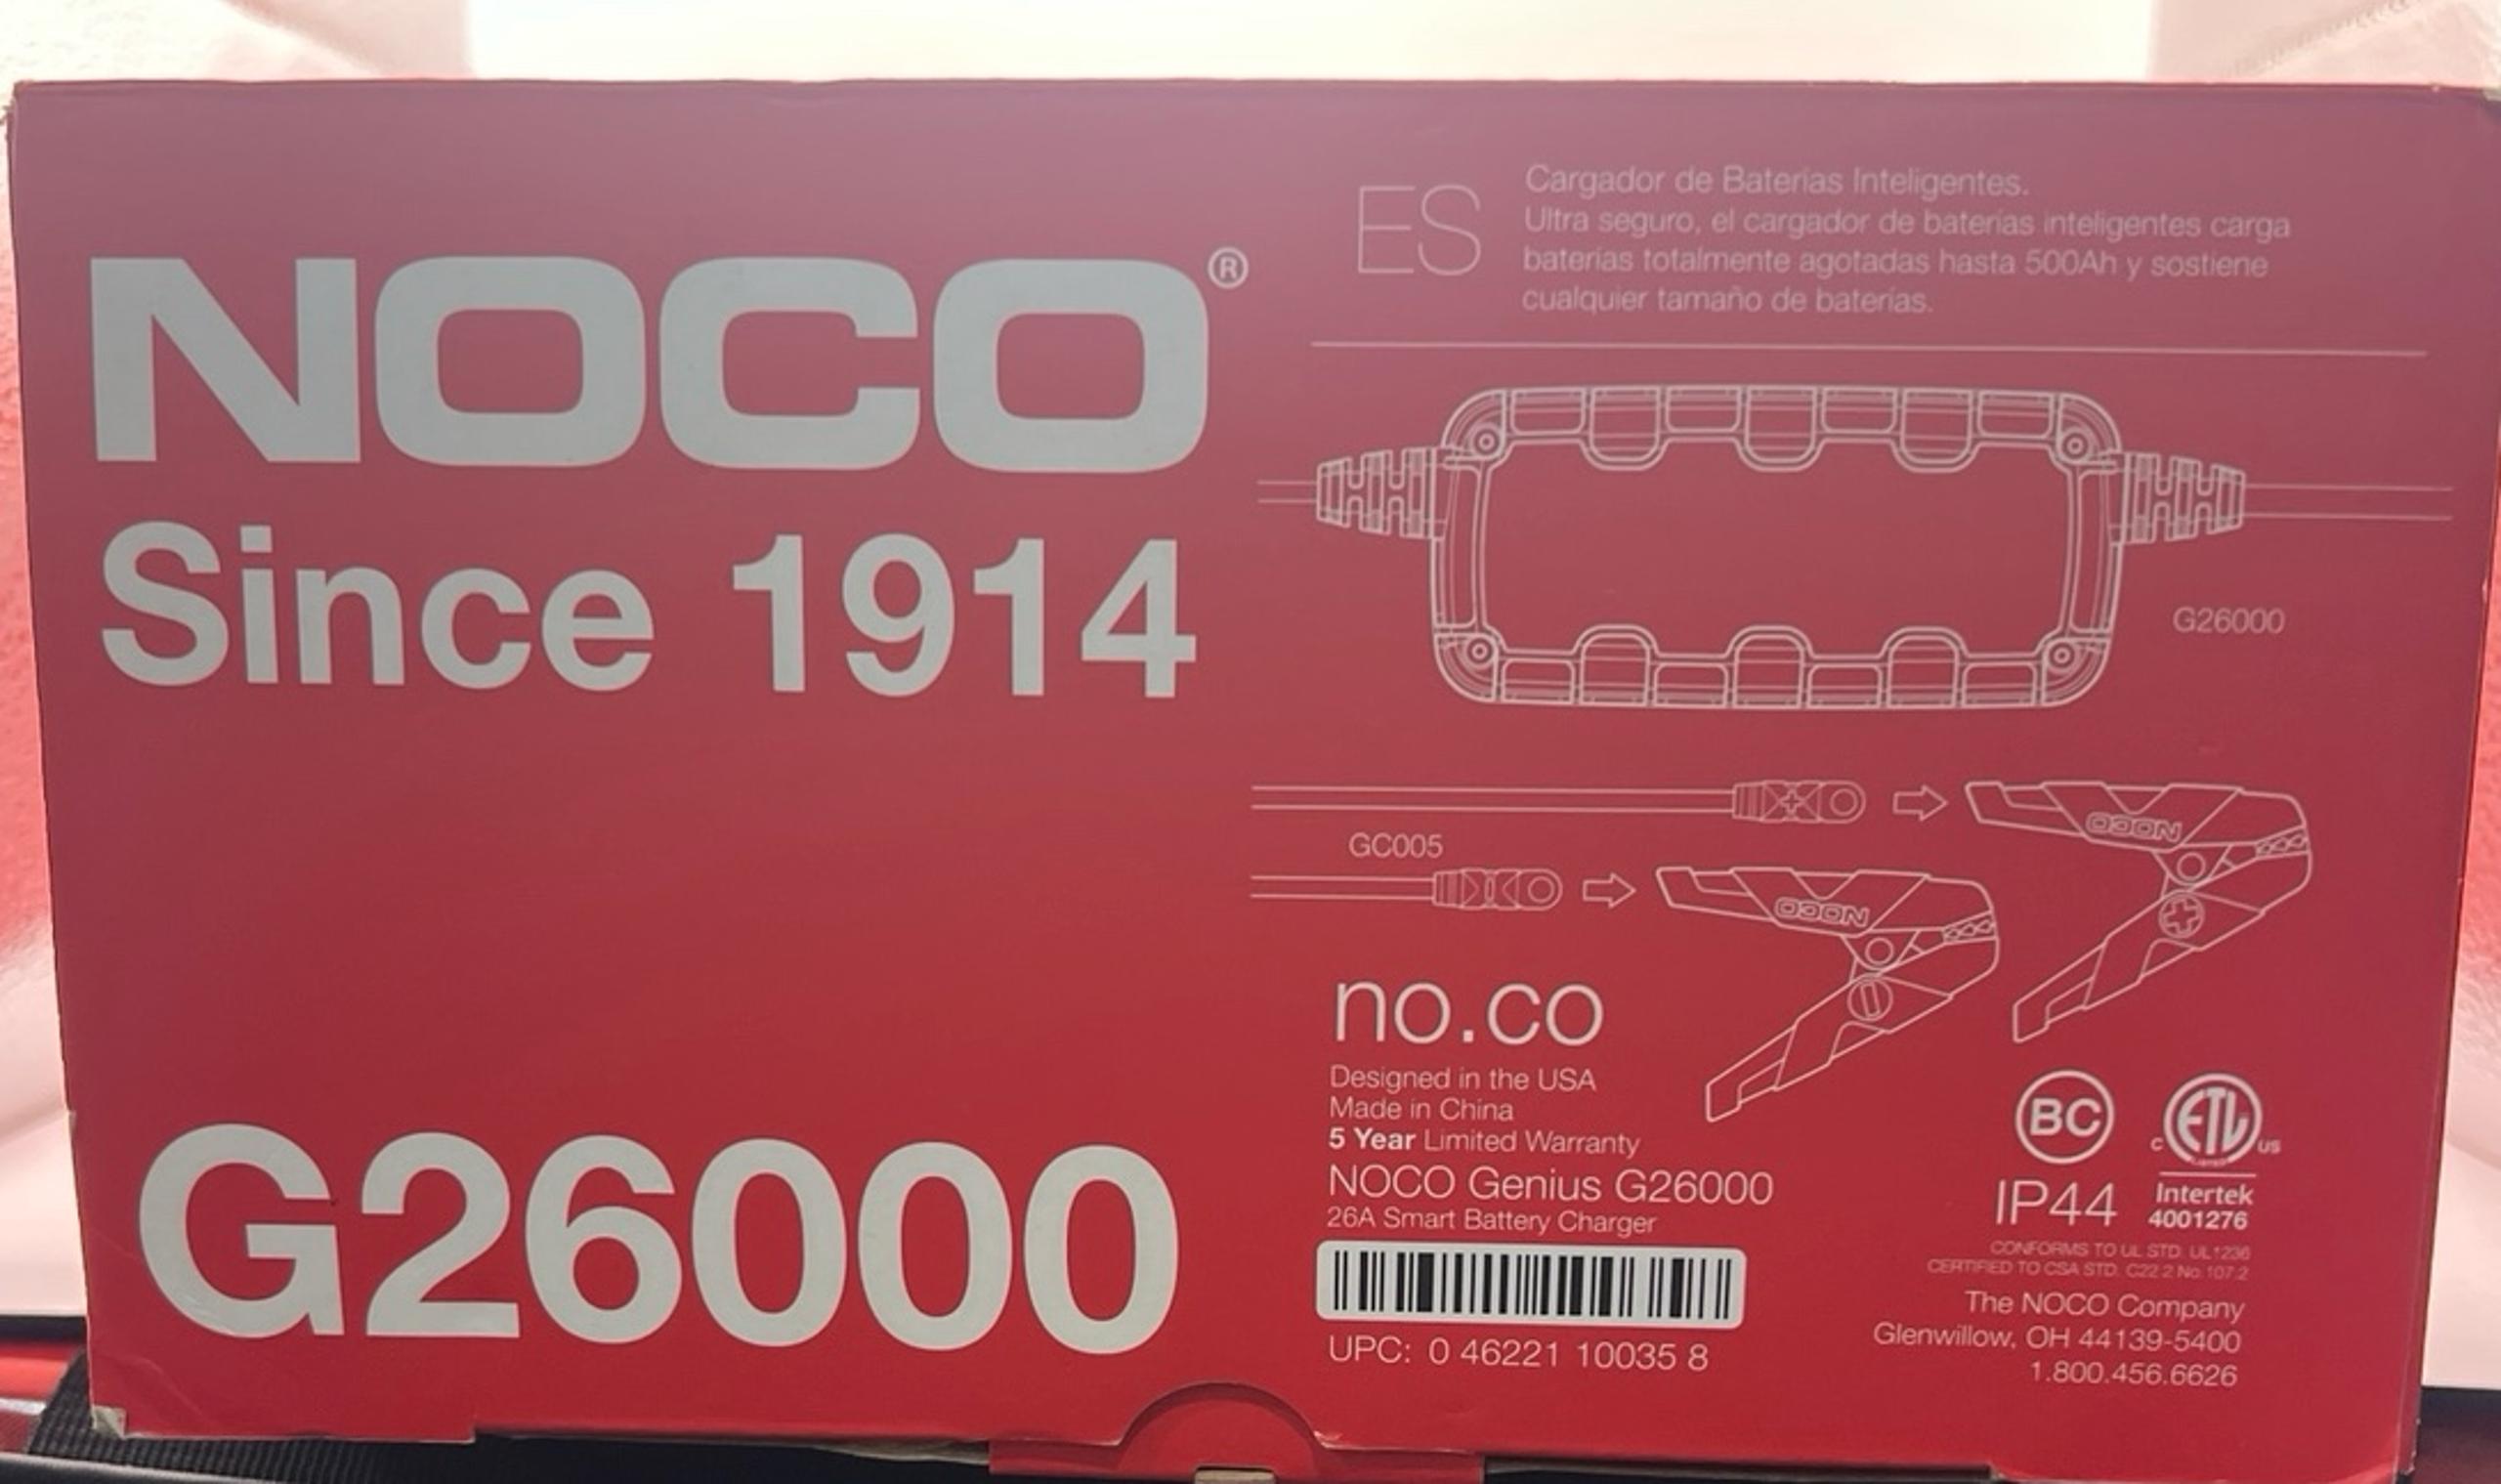 NOCO®
Since 1914
G26000
ES
Cargador de Baterías Inteligentes.
Ultra seguro, el cargador de baterías inteligentes carga
baterías totalmente agotadas hasta 500Ah y sostiene
cualquier tamaño de baterías.
G26000
GC005
NOCO
NOCO
no.co
Designed in the USA
Made in China
5 Year Limited Warranty
NOCO Genius G26000
26A Smart Battery Charger
UPC: 0 46221 10035 8
BC
C ETL US
LISTED
IP44
Intertek
4001276
CONFORMS TO UL STD. UL1236
CERTIFIED TO CSA STD. C22.2 No.107.2
The NOCO Company
Glenwillow, OH 44139-5400
1.800.456.6626